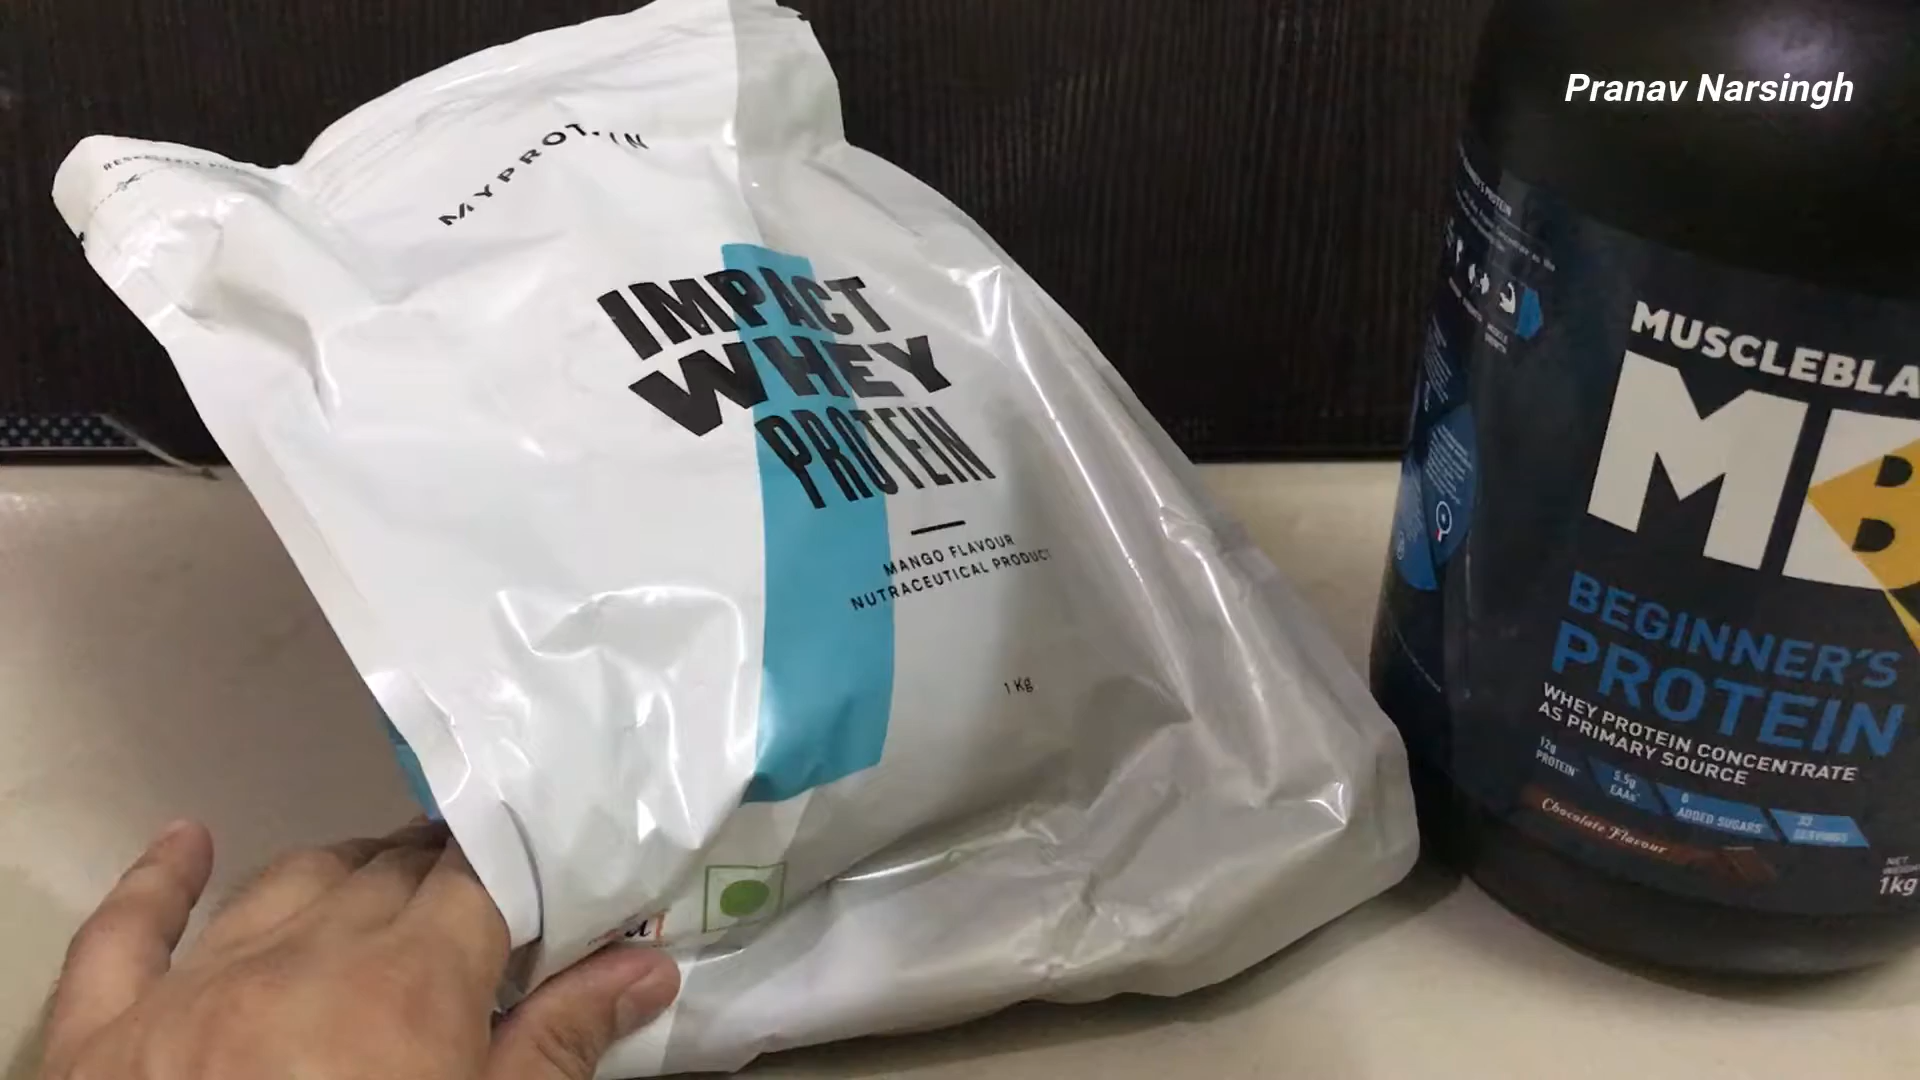 Pranav Narsingh
MYPROTEIN
IMPACT
WHEY
PROTEIN
MANGO FLAVOUR
NUTRACEUTICAL PRODUCT
1 Kg
MUSCLEBLA
MB
BEGINNER'S
PROTEIN
WHEY PROTEIN CONCENTRATE
AS PRIMARY SOURCE
12g
PROTEIN
5.5g
EAAs
0
ADDED SUGARS
33
SERVINGS
Chocolate Flavour
NET
WEIGHT
1kg